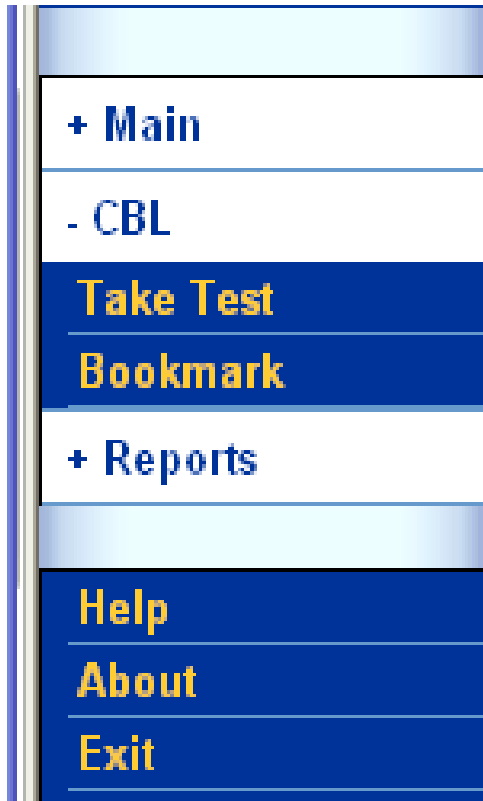 + Main
- CBL
Take Test
Bookmark
+ Reports
Help
About
Exit